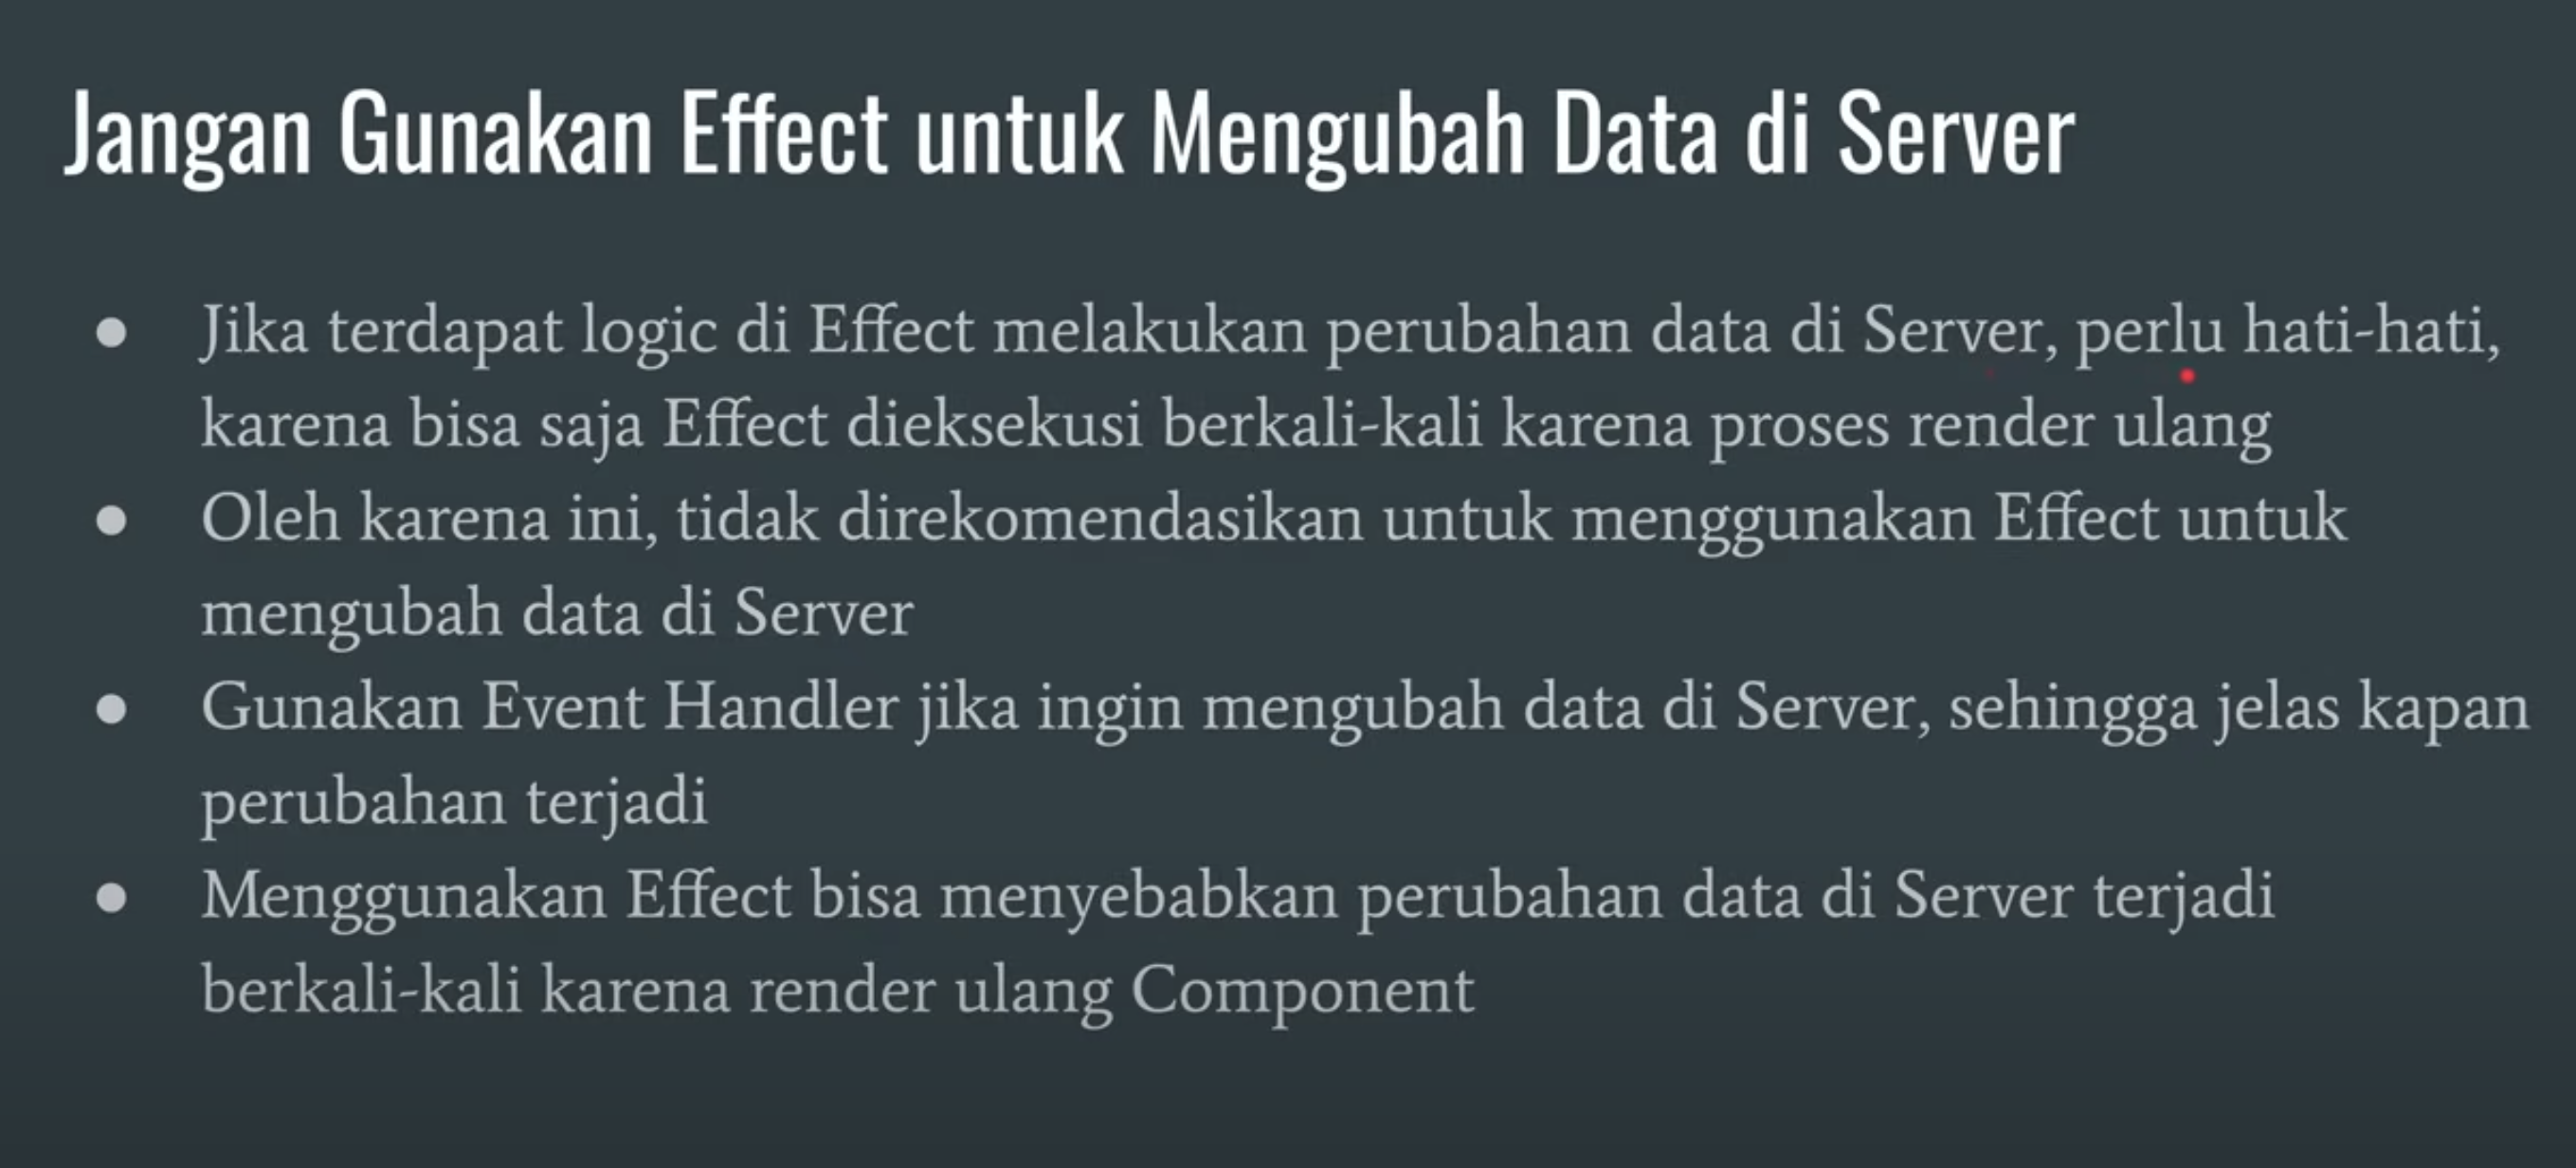 Jangan Gunakan Effect untuk Mengubah Data di Server
● Jika terdapat logic di Effect melakukan perubahan data di Server, perlu hati-hati,
karena bisa saja Effect dieksekusi berkali-kali karena proses render ulang
● Oleh karena ini, tidak direkomendasikan untuk menggunakan Effect untuk
mengubah data di Server
● Gunakan Event Handler jika ingin mengubah data di Server, sehingga jelas kapan
perubahan terjadi
● Menggunakan Effect bisa menyebabkan perubahan data di Server terjadi
berkali-kali karena render ulang Component